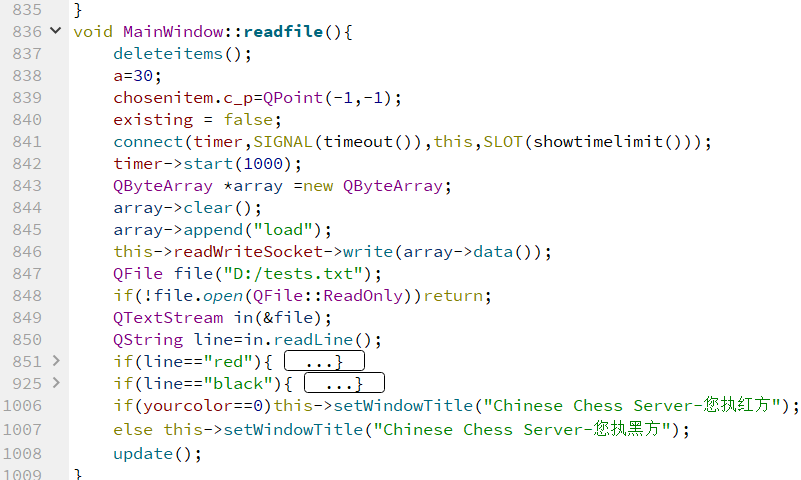 835 }
836 void MainWindow::readfile(){
837 deleteitems();
838 a=30;
839 chosenitem.c_p=QPoint(-1,-1);
840 existing = false;
841 connect(timer,SIGNAL(timeout()),this,SLOT(showtimelimit()));
842 timer->start(1000);
843 QByteArray *array =new QByteArray;
844 array->clear();
845 array->append("load");
846 this->readWriteSocket->write(array->data());
847 QFile file("D:/tests.txt");
848 if(!file.open(QFile::ReadOnly))return;
849 QTextStream in(&file);
850 QString line=in.readLine();
851 if(line=="red"){ ...}
925 if(line=="black"){ ...}
1006 if(yourcolor==0)this->setWindowTitle("Chinese Chess Server-您执红方");
1007 else this->setWindowTitle("Chinese Chess Server-您执黑方");
1008 update();
1009 }